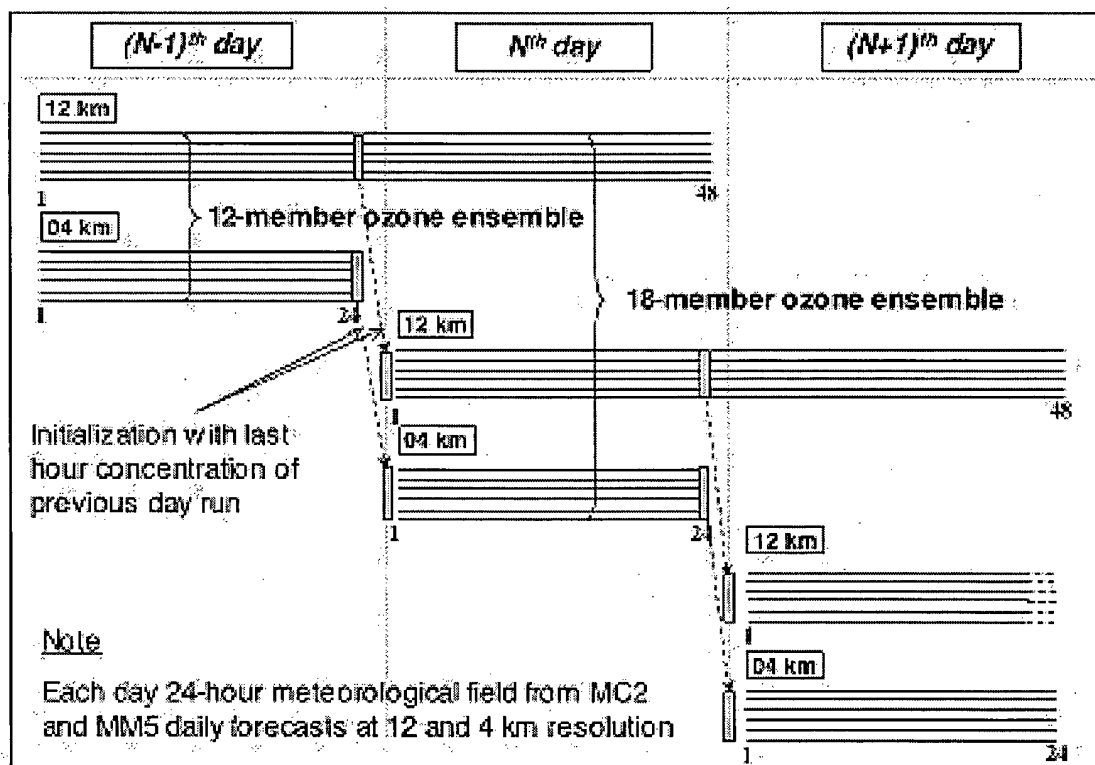 (N-1)th day
Nth day
(N+1)th day
12 km
1
48
12-member ozone ensemble
04 km
1
24
18-member ozone ensemble
12 km
48
Initialization with last
hour concentration of
previous day run
1
04 km
1
24
12 km
Note
1
04 km
Each day 24-hour meteorological field from MC2
and MM5 daily forecasts at 12 and 4 km resolution
1
24